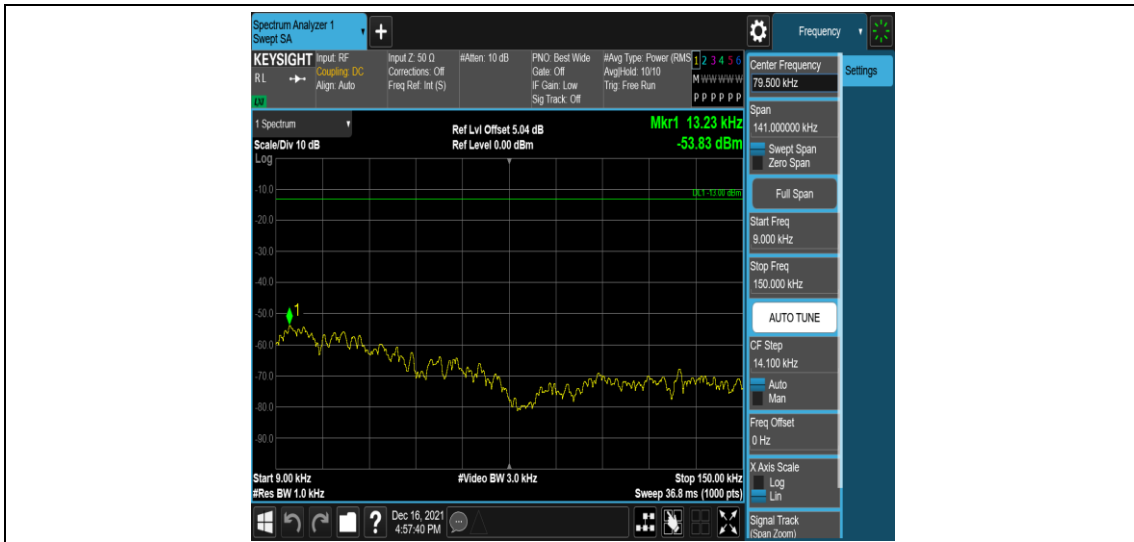 Spectrum Analyzer 1
Swept SA
Frequency
KEYSIGHT
RL
LXI
Input: RF
Coupling: DC
Align: Auto
Input Z: 50 Ω
Corrections: Off
Freq Ref: Int (S)
#Atten: 10 dB
PNO: Best Wide
Gate: Off
IF Gain: Low
Sig Track: Off
#Avg Type: Power (RMS
Avg|Hold: 10/10
Trig: Free Run
1 2 3 4 5 6
M W W W W W
P P P P P P
1 Spectrum
Scale/Div 10 dB
Log
Ref Lvl Offset 5.04 dB
Ref Level 0.00 dBm
Mkr1 13.23 kHz
-53.83 dBm
DL1 -13.00 dBm
-10.0
-20.0
-30.0
-40.0
-50.0
-60.0
-70.0
-80.0
-90.0
1
Start 9.00 kHz
#Res BW 1.0 kHz
#Video BW 3.0 kHz
Stop 150.00 kHz
Sweep 36.8 ms (1000 pts)
Center Frequency
79.500 kHz
Settings
Span
141.000000 kHz
Swept Span
Zero Span
Full Span
Start Freq
9.000 kHz
Stop Freq
150.000 kHz
AUTO TUNE
CF Step
14.100 kHz
Auto
Man
Freq Offset
0 Hz
X Axis Scale
Log
Lin
Signal Track
(Span Zoom)
?
Dec 16, 2021
4:57:40 PM